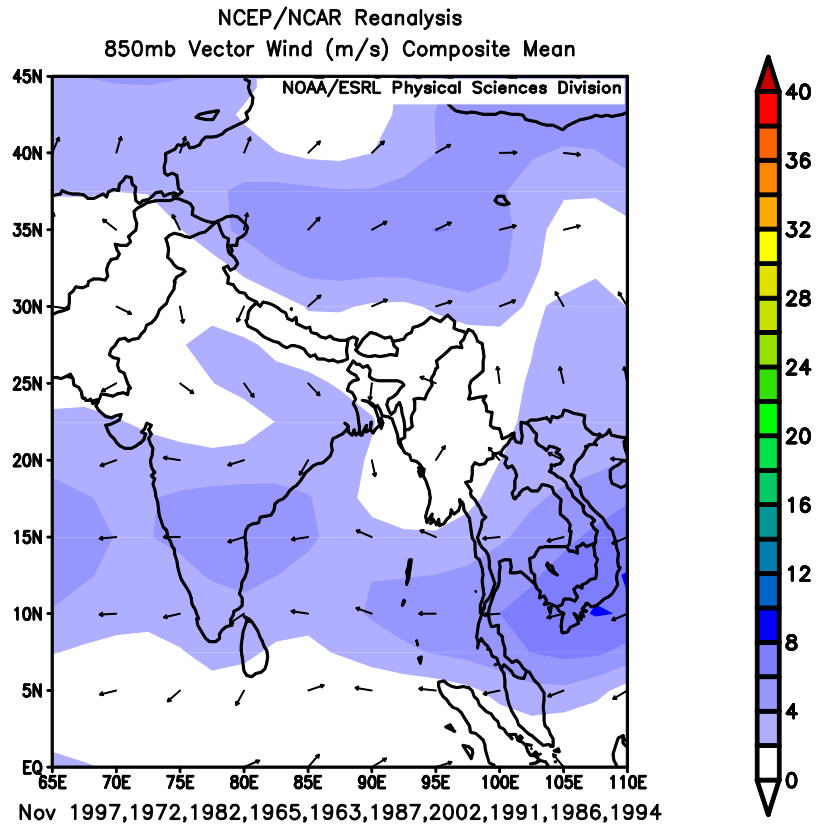 NCEP/NCAR Reanalysis
850mb Vector Wind (m/s) Composite Mean
NOAA/ESRL Physical Sciences Division
45N
40N
35N
30N
25N
20N
15N
10N
5N
EQ
65E 70E 75E 80E 85E 90E 95E 100E 105E 110E
40
36
32
28
24
20
16
12
8
4
0
Nov 1997,1972,1982,1965,1963,1987,2002,1991,1986,1994